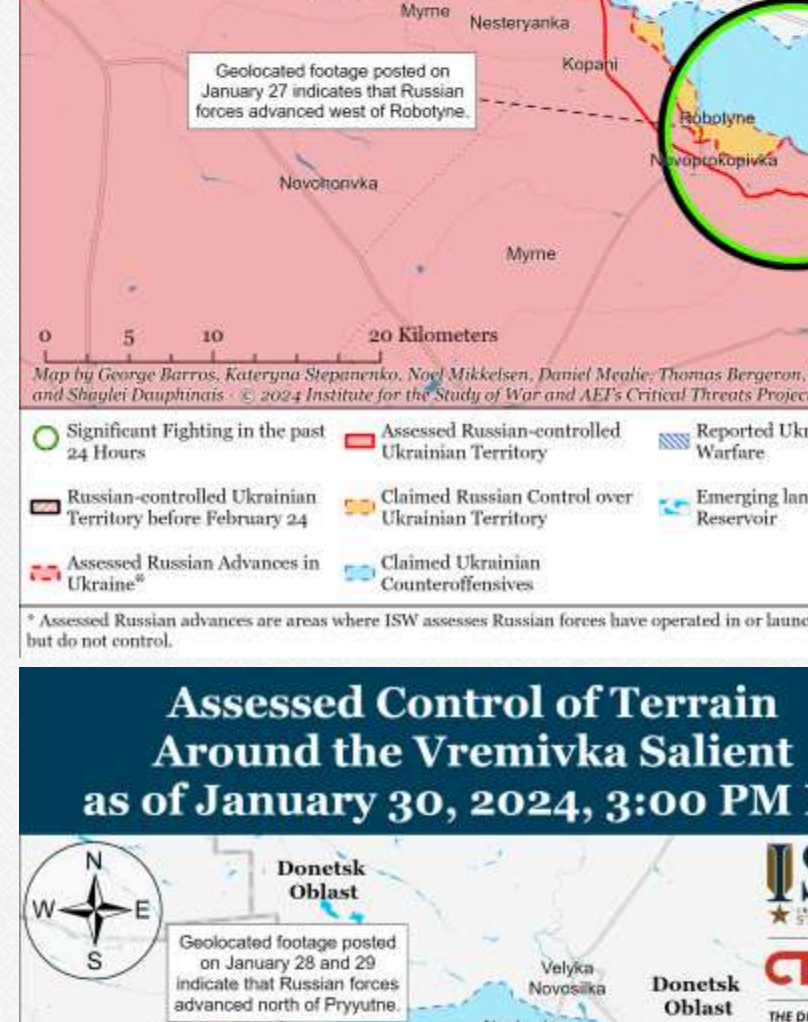 Myrne
Nesteryanka
Kopani
Geolocated footage posted on
January 27 indicates that Russian
forces advanced west of Robotyne.
Robotyne
Novoprokopivka
Novohorivka
Myrne
0 5 10 20 Kilometers
Map by George Barros, Kateryna Stepanenko, Noel Mikkelsen, Daniel Mealie, Thomas Bergeron,
and Shaylei Dauphinais © 2024 Institute for the Study of War and AEI's Critical Threats Projec
Significant Fighting in the past
24 Hours
Assessed Russian-controlled
Ukrainian Territory
Reported Ukr
Warfare
Russian-controlled Ukrainian
Territory before February 24
Claimed Russian Control over
Ukrainian Territory
Emerging lan
Reservoir
Assessed Russian Advances in
Ukraine*
Claimed Ukrainian
Counteroffensives
* Assessed Russian advances are areas where ISW assesses Russian forces have operated in or launc
but do not control.
Assessed Control of Terrain
Around the Vremivka Salient
as of January 30, 2024, 3:00 PM
N
W E
S
Donetsk
Oblast
Geolocated footage posted
on January 28 and 29
indicate that Russian forces
advanced north of Pryyutne.
Velyka
Novosilka
Donetsk
Oblast
IS
CT
THE D